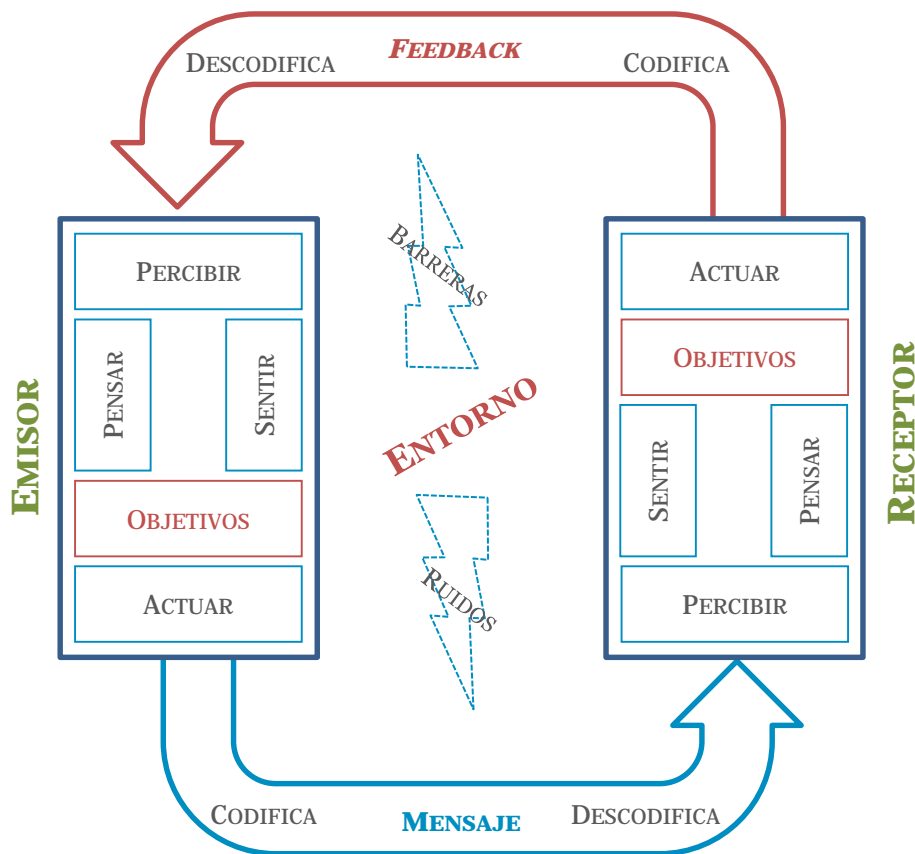 DESCODIFICA
FEEDBACK
CODIFICA
EMISOR
PERCIBIR
PENSAR
SENTIR
OBJETIVOS
ACTUAR
BARRERAS
ENTORNO
RUIDOS
ACTUAR
OBJETIVOS
SENTIR
PENSAR
PERCIBIR
RECEPTOR
CODIFICA
MENSAJE
DESCODIFICA